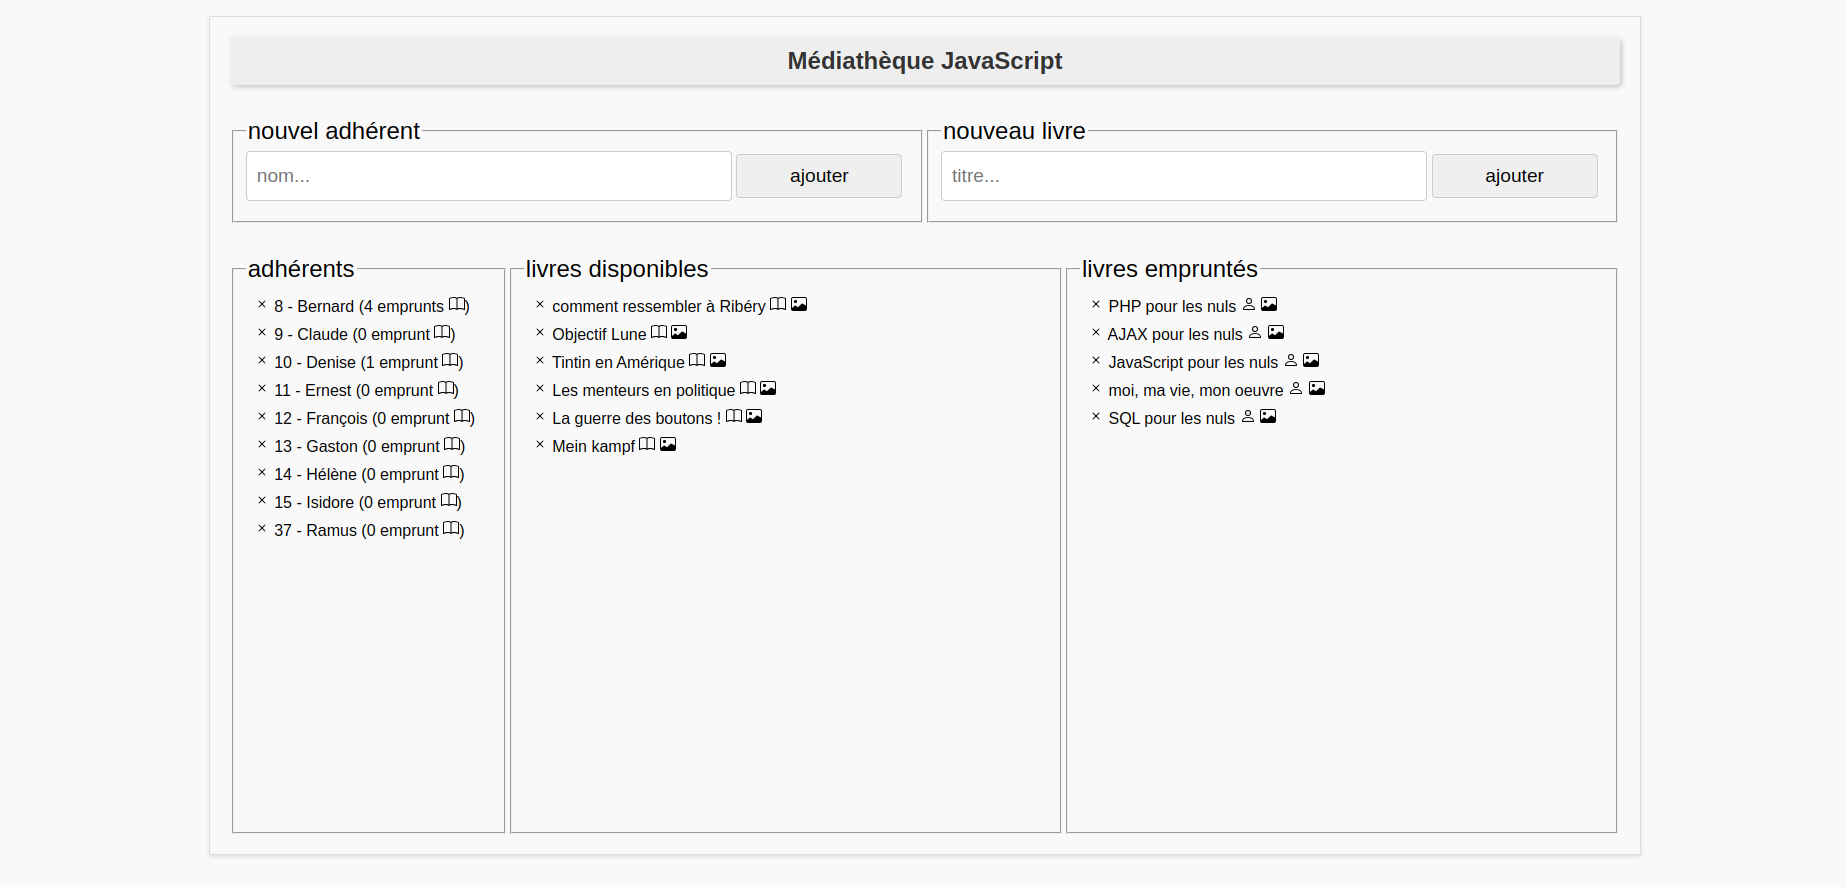 Médiathèque JavaScript
nouvel adhérent
nom...
ajouter
nouveau livre
titre...
ajouter
adhérents
× 8 - Bernard (4 emprunts )
× 9 - Claude (0 emprunt )
× 10 - Denise (1 emprunt )
× 11 - Ernest (0 emprunt )
× 12 - François (0 emprunt )
× 13 - Gaston (0 emprunt )
× 14 - Hélène (0 emprunt )
× 15 - Isidore (0 emprunt )
× 37 - Ramus (0 emprunt )
livres disponibles
× comment ressembler à Ribéry
× Objectif Lune
× Tintin en Amérique
× Les menteurs en politique
× La guerre des boutons !
× Mein kampf
livres empruntés
× PHP pour les nuls
× AJAX pour les nuls
× JavaScript pour les nuls
× moi, ma vie, mon oeuvre
× SQL pour les nuls